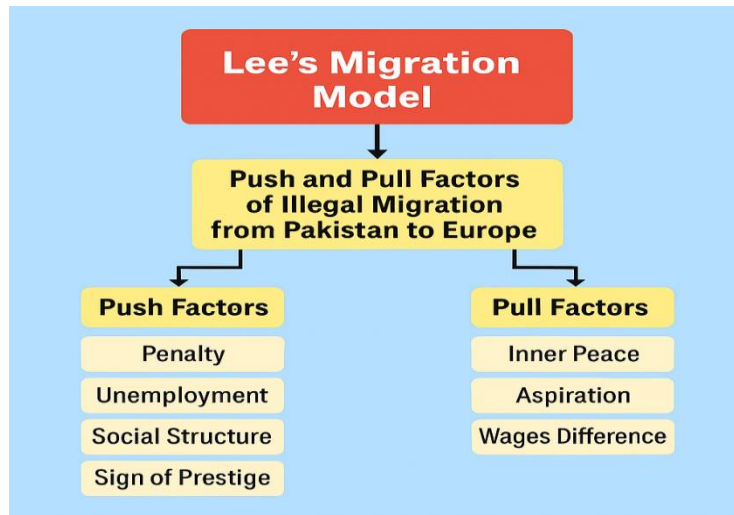 Lee's Migration
Model
Push and Pull Factors
of Illegal Migration
from Pakistan to Europe
Push Factors
Penalty
Unemployment
Social Structure
Sign of Prestige
Pull Factors
Inner Peace
Aspiration
Wages Difference